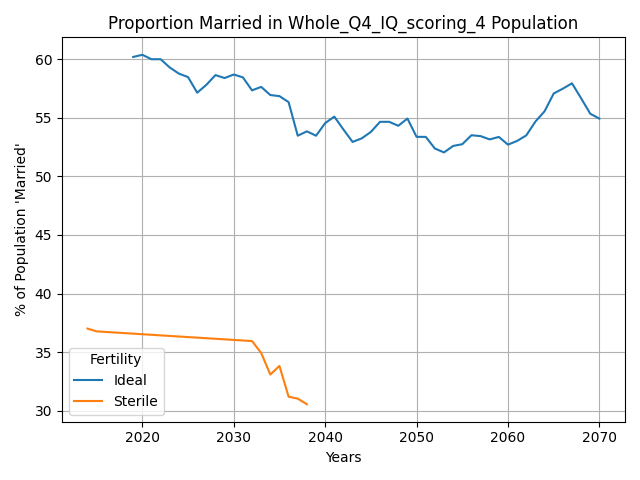 Proportion Married in Whole_Q4_IQ_scoring_4 Population
% of Population 'Married'
60
55
50
45
40
35
30
Fertility
Ideal
Sterile
2020 2030 2040 2050 2060 2070
Years